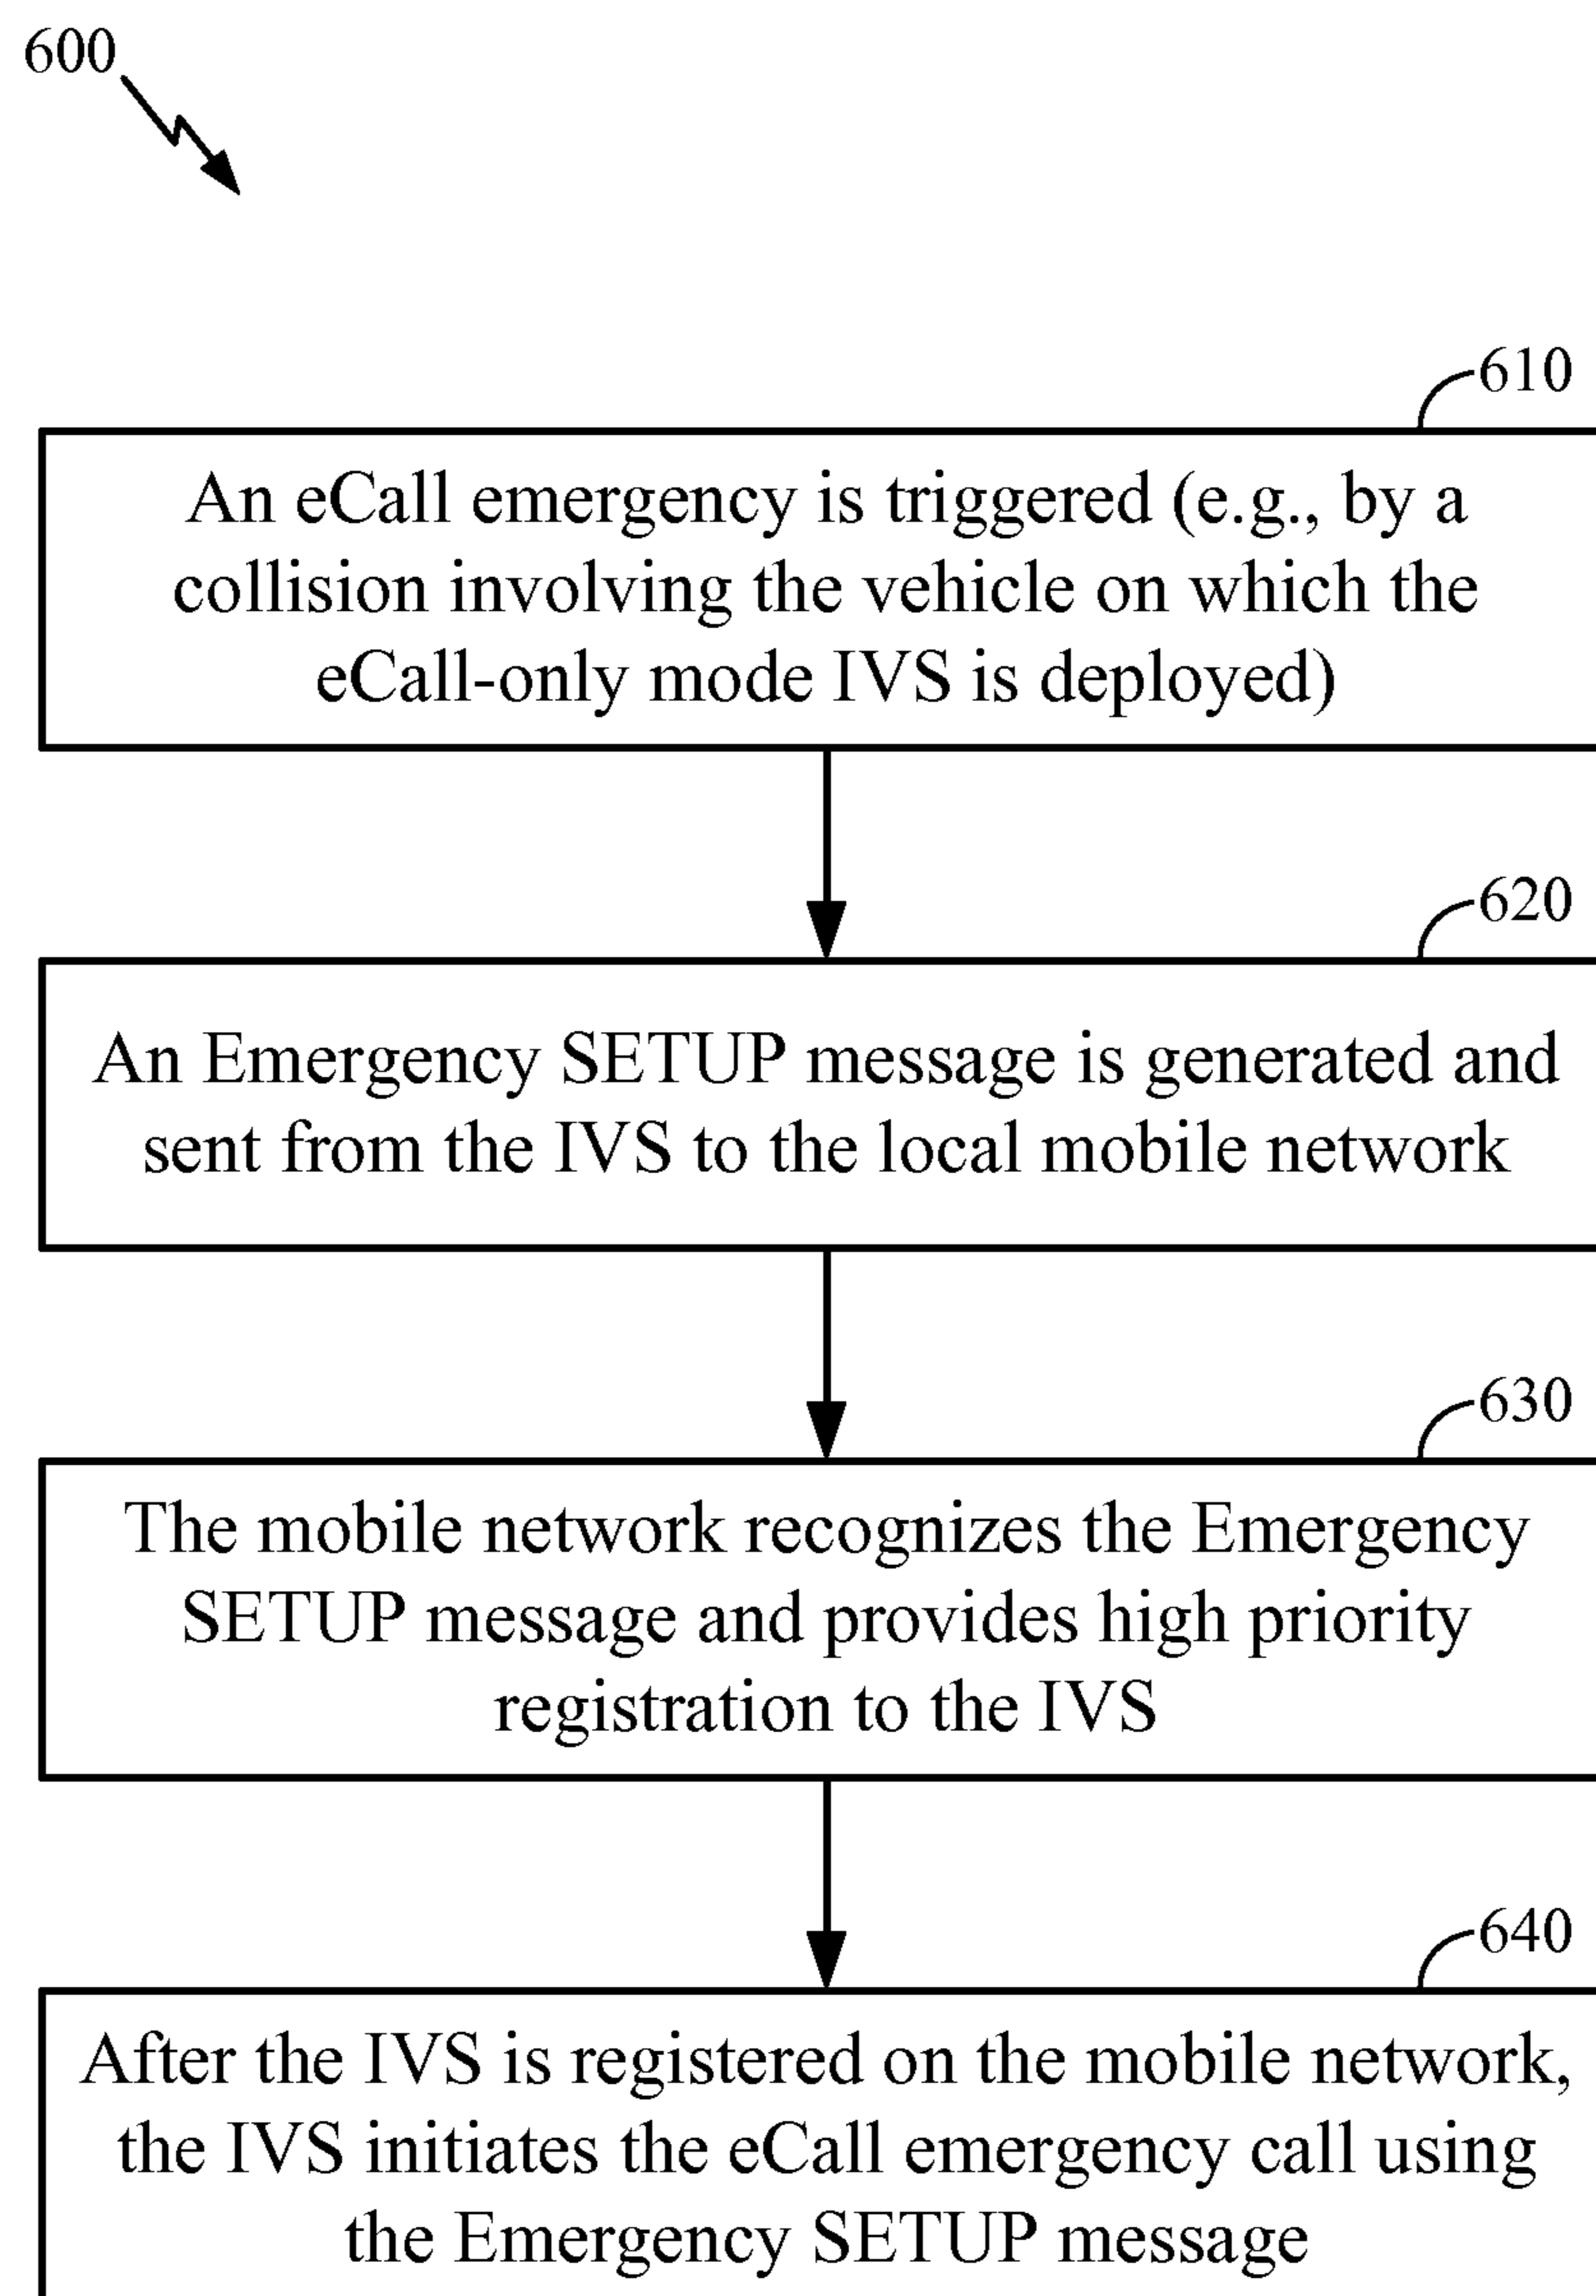 600
610
An eCall emergency is triggered (e.g., by a
collision involving the vehicle on which the
eCall-only mode IVS is deployed)
620
An Emergency SETUP message is generated and
sent from the IVS to the local mobile network
630
The mobile network recognizes the Emergency
SETUP message and provides high priority
registration to the IVS
640
After the IVS is registered on the mobile network,
the IVS initiates the eCall emergency call using
the Emergency SETUP message